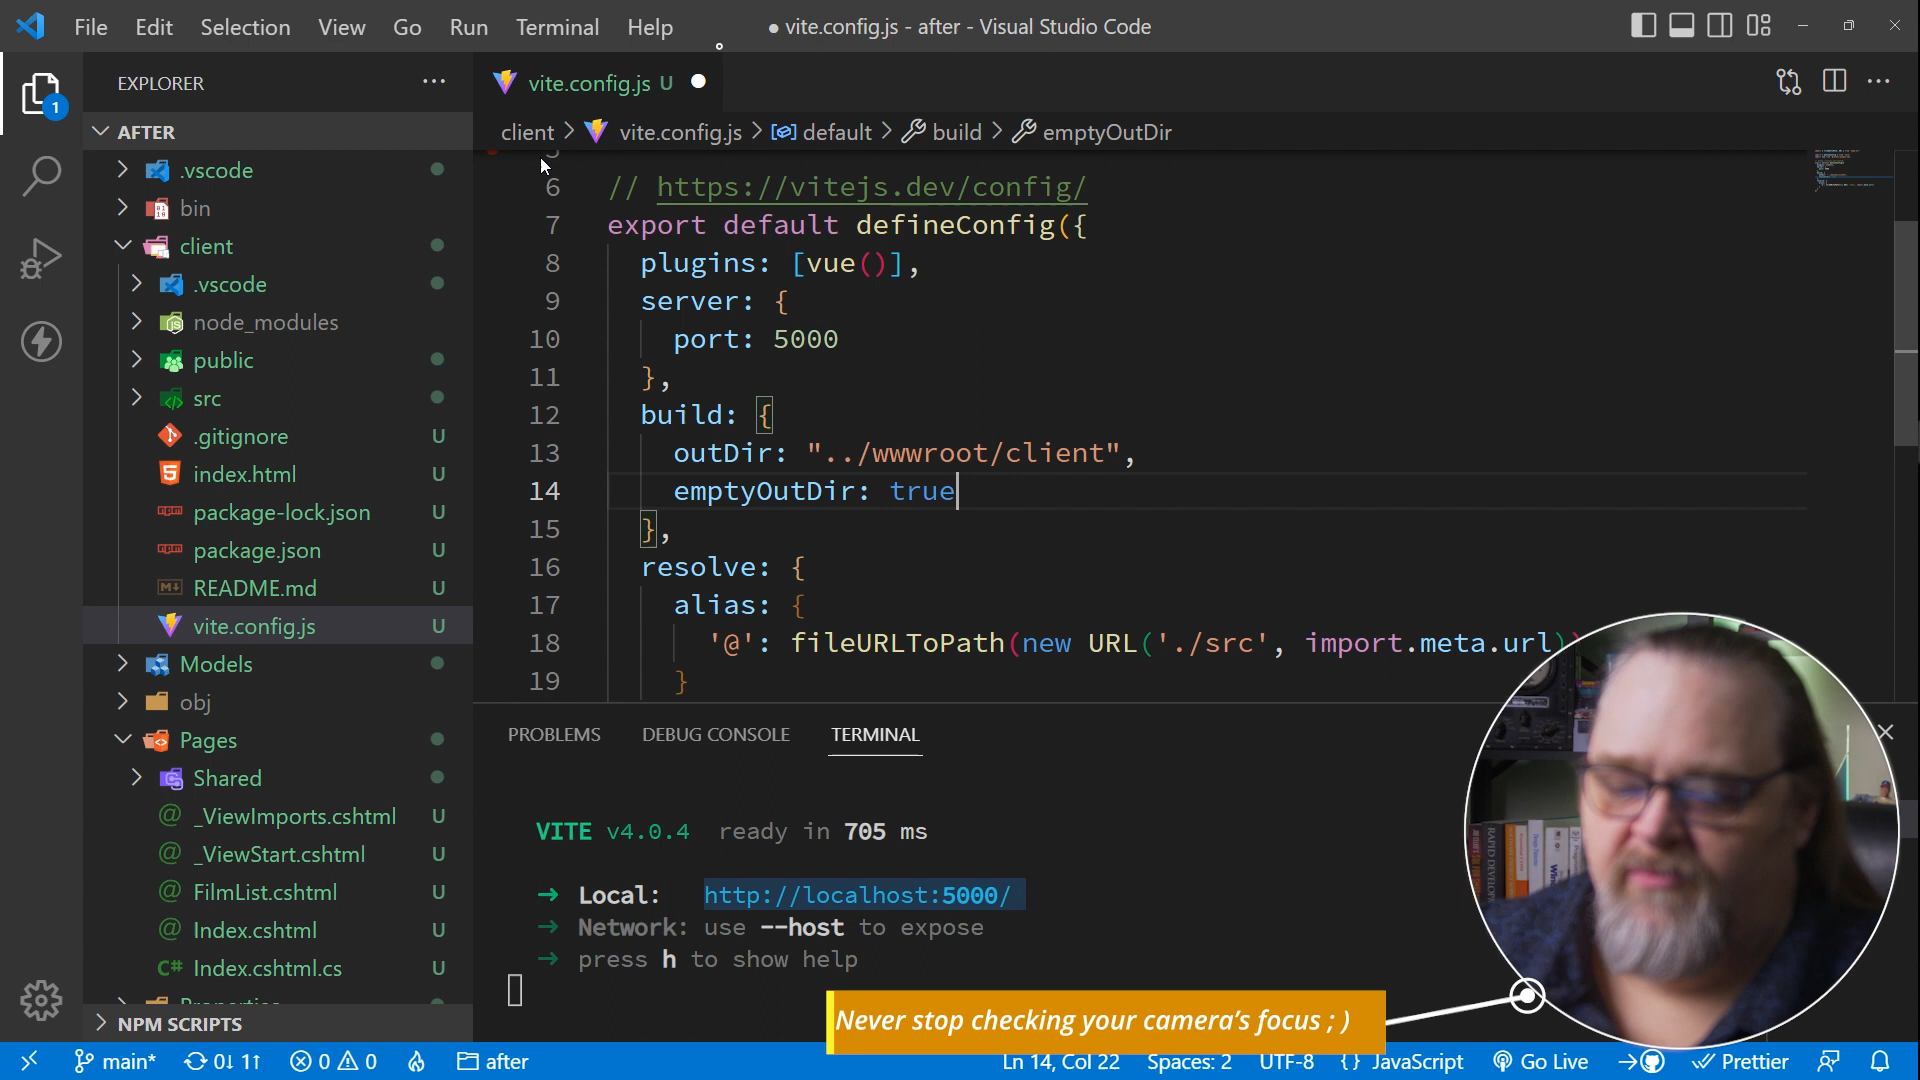 File Edit Selection View Go Run Terminal Help
● vite.config.js - after - Visual Studio Code
EXPLORER
1
AFTER
.vscode
bin
client
.vscode
node_modules
public
src
.gitignore U
index.html U
package-lock.json U
package.json U
README.md U
vite.config.js U
Models
obj
Pages
Shared
_ViewImports.cshtml U
_ViewStart.cshtml U
FilmList.cshtml U
Index.cshtml U
Index.cshtml.cs U
NPM SCRIPTS
vite.config.js U
client > vite.config.js > default > build > emptyOutDir
6 // https://vitejs.dev/config/
7 export default defineConfig({
8 plugins: [vue()],
9 server: {
10 port: 5000
11 },
12 build: {
13 outDir: "../wwwroot/client",
14 emptyOutDir: true
15 },
16 resolve: {
17 alias: {
18 '@': fileURLToPath(new URL('./src', import.meta.url)
19 }
PROBLEMS DEBUG CONSOLE TERMINAL
VITE v4.0.4 ready in 705 ms
➜ Local: http://localhost:5000/
➜ Network: use --host to expose
➜ press h to show help
RAPID DEVELOP
Never stop checking your camera's focus ; )
main* 0↓ 1↑ 0 0 after
Ln 14, Col 22 Spaces: 2 UTF-8 {} JavaScript Go Live Prettier